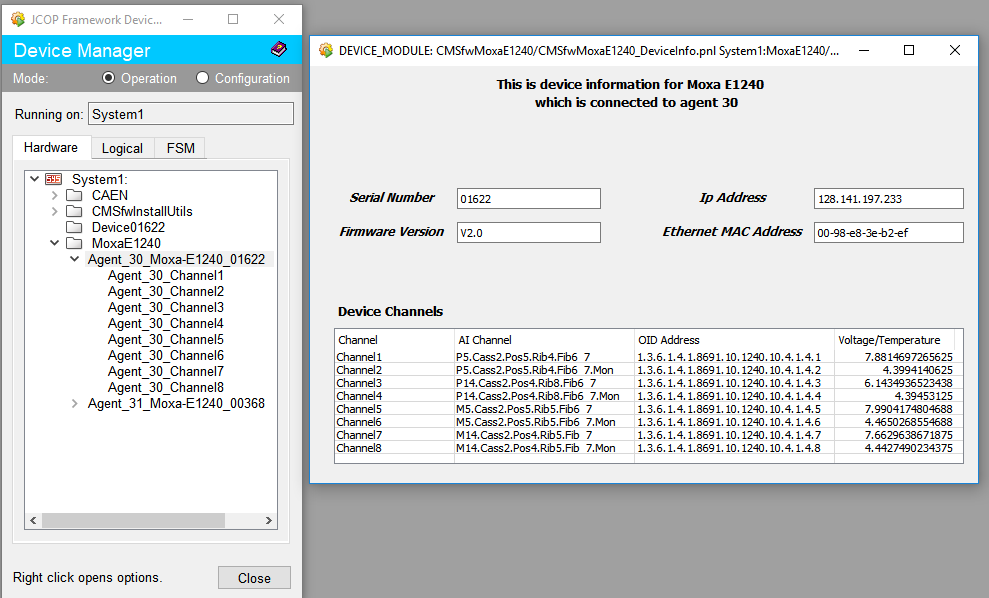 JCOP Framework Devic...
Device Manager
Mode: Operation Configuration
Running on: System1
Hardware Logical FSM
System1:
CAEN
CMSfwInstallUtils
Device01622
MoxaE1240
Agent_30_Moxa-E1240_01622
Agent_30_Channel1
Agent_30_Channel2
Agent_30_Channel3
Agent_30_Channel4
Agent_30_Channel5
Agent_30_Channel6
Agent_30_Channel7
Agent_30_Channel8
Agent_31_Moxa-E1240_00368
Right click opens options. Close
DEVICE_MODULE: CMSfwMoxaE1240/CMSfwMoxaE1240_DeviceInfo.pnl System1:MoxaE1240/...
This is device information for Moxa E1240
which is connected to agent 30
Serial Number 01622 Ip Address 128.141.197.233
Firmware Version V2.0 Ethernet MAC Address 00-98-e8-3e-b2-ef
Device Channels
Channel AI Channel OID Address Voltage/Temperature
Channel1 P5.Cass2.Pos5.Rib4.Fib6 7 1.3.6.1.4.1.8691.10.1240.10.4.1.4.1 7.8814697265625
Channel2 P5.Cass2.Pos5.Rib4.Fib6 7.Mon 1.3.6.1.4.1.8691.10.1240.10.4.1.4.2 4.3994140625
Channel3 P14.Cass2.Pos4.Rib8.Fib6 7 1.3.6.1.4.1.8691.10.1240.10.4.1.4.3 6.1434936523438
Channel4 P14.Cass2.Pos4.Rib8.Fib6 7.Mon 1.3.6.1.4.1.8691.10.1240.10.4.1.4.4 4.39453125
Channel5 M5.Cass2.Pos5.Rib5.Fib6 7 1.3.6.1.4.1.8691.10.1240.10.4.1.4.5 7.9904174804688
Channel6 M5.Cass2.Pos5.Rib5.Fib6 7.Mon 1.3.6.1.4.1.8691.10.1240.10.4.1.4.6 4.4650268554688
Channel7 M14.Cass2.Pos4.Rib5.Fib 7 1.3.6.1.4.1.8691.10.1240.10.4.1.4.7 7.6629638671875
Channel8 M14.Cass2.Pos4.Rib5.Fib 7.Mon 1.3.6.1.4.1.8691.10.1240.10.4.1.4.8 4.4427490234375